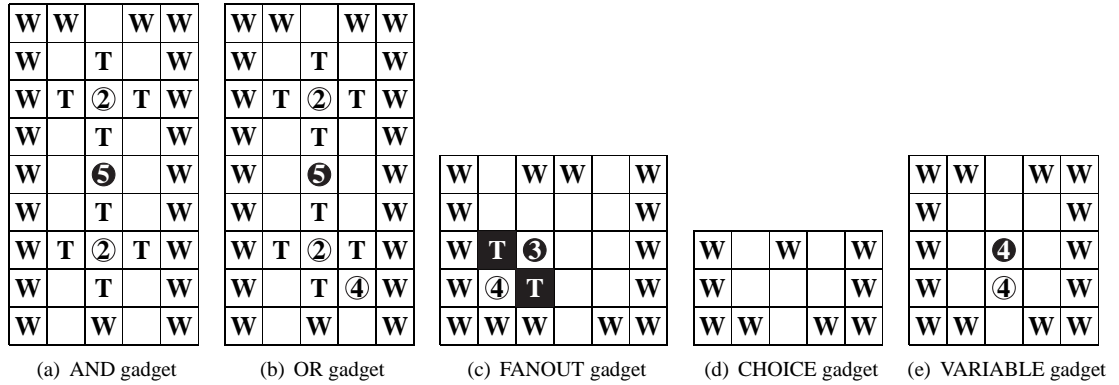 W W W W
W T W
W T ② T W
W T W
W ❺ W
W T W
W T ② T W
W T W
W W W
(a) AND gadget
W W W W
W T W
W T ② T W
W T W
W ❺ W
W T W
W T ② T W
W T ④ W
W W W
(b) OR gadget
W W W W
W W
W T ❸ W
W ④ T W
W W W W W
(c) FANOUT gadget
W W W
W W
W W W W
(d) CHOICE gadget
W W W W
W W
W ❹ W
W ④ W
W W W W
(e) VARIABLE gadget